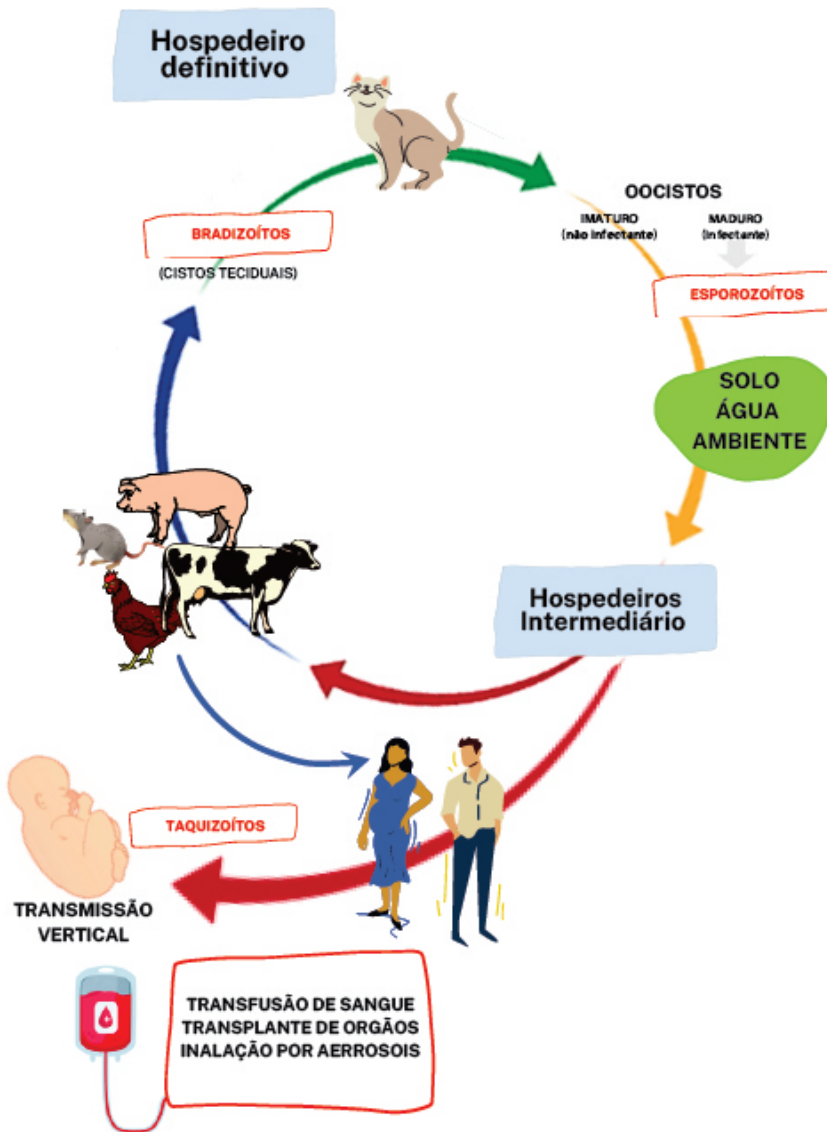 Hospedeiro
definitivo
OOCISTOS
IMATURO
(não infectante)
MADURO
(infectante)
BRADIZOÍTOS
(CISTOS TECIDUAIS)
ESPOROZOÍTOS
SOLO
ÁGUA
AMBIENTE
Hospedeiros
Intermediário
TAQUIZOÍTOS
TRANSMISSÃO
VERTICAL
TRANSFUSÃO DE SANGUE
TRANSPLANTE DE ORGÃOS
INALAÇÃO POR AERROSOIS